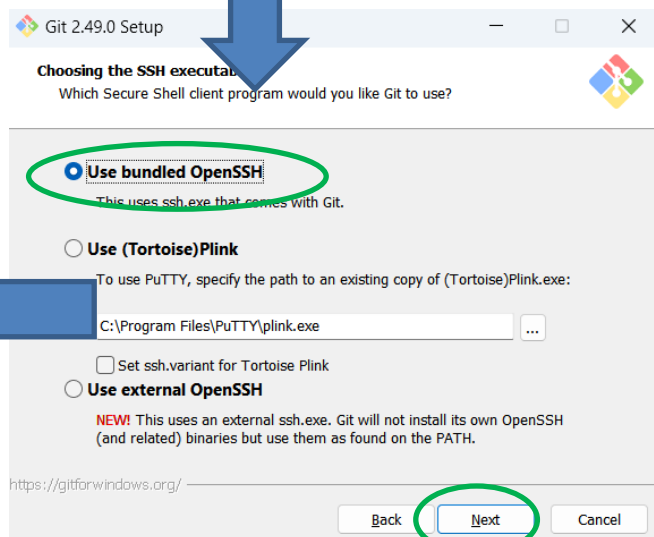 Git 2.49.0 Setup
Choosing the SSH
Which Secure Shell client program would you like Git to use?
Use bundled OpenSSH
This uses ssh.exe that comes with Git.
Use (Tortoise)Plink
To use PuTTY, specify the path to an existing copy of (Tortoise)Plink.exe:
C:\Program Files\PuTTY\plink.exe
...
Set ssh.variant for Tortoise Plink
Use external OpenSSH
NEW! This uses an external ssh.exe. Git will not install its own OpenSSH
(and related) binaries but use them as found on the PATH.
https://gitforwindows.org/
Back Next Cancel